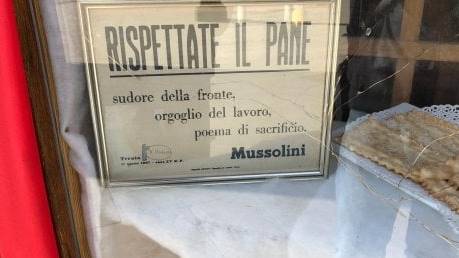 RISPETTATE IL PANE
sudore della fronte,
orgoglio del lavoro,
poema di sacrificio.
Mussolini